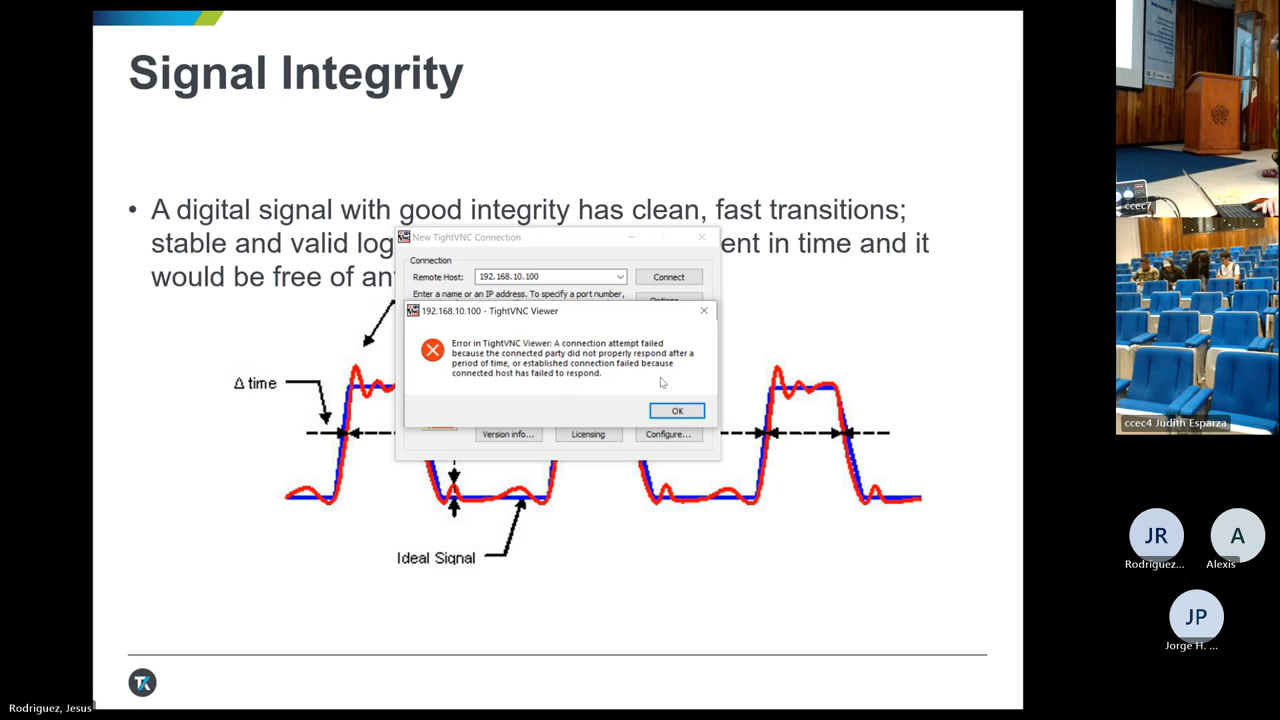 Signal Integrity
• A digital signal with good integrity has clean, fast transitions;
stable and valid log
ent in time and it
would be free of an
New TightVNC Connection
Connection
Remote Host:
192.168.10.100
Connect
Enter a name or an IP address. To specify a port number,
Options...
192.168.10.100 - TightVNC Viewer
Error in TightVNC Viewer: A connection attempt failed
because the connected party did not properly respond after a
period of time, or established connection failed because
connected host has failed to respond.
OK
Version info...
Licensing
Configure...
Δ time
Ideal Signal
TK
Rodriguez, Jesus
ccec7
ccec4 Judith Esparza
JR
Rodriguez...
A
Alexis
JP
Jorge H. ...